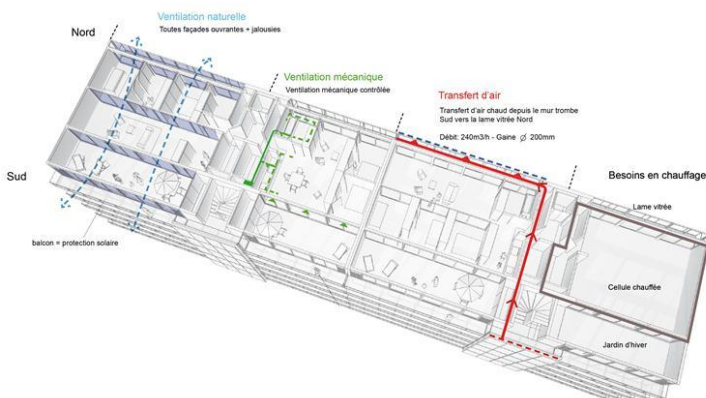 Ventilation naturelle
Toutes façades ouvrantes + jalousies
Nord
Ventilation mécanique
Ventilation mécanique contrôlée
Transfert d'air
Transfert d'air chaud depuis le mur trombe
Sud vers la lame vitrée Nord
Débit: 240m3/h - Gaine ⌀ 200mm
Sud
Besoins en chauffage
Lame vitrée
balcon = protection solaire
Cellule chauffée
Jardin d'hiver